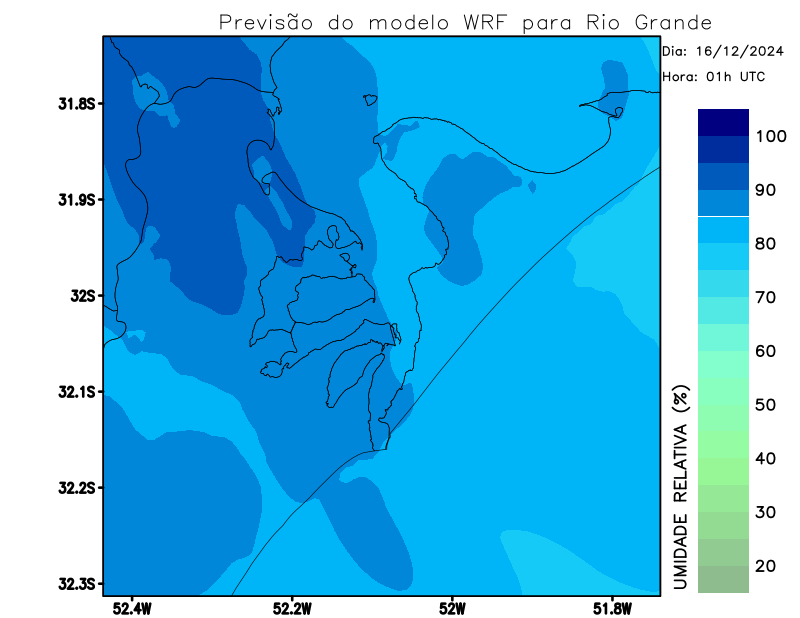 Previsão do modelo WRF para Rio Grande
Dia: 16/12/2024
Hora: 01h UTC
31.8S
31.9S
32S
32.1S
32.2S
32.3S
52.4W
52.2W
52W
51.8W
100
90
80
70
60
50
40
30
20
UMIDADE RELATIVA (%)